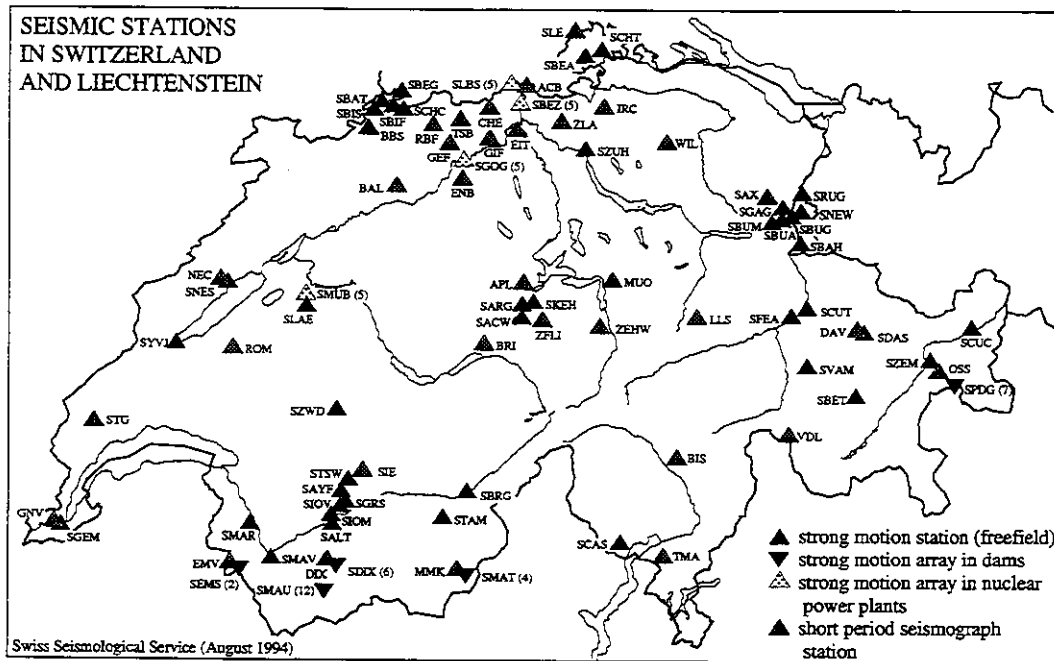 SEISMIC STATIONS
IN SWITZERLAND
AND LIECHTENSTEIN
SLE
SCHT
SBEA
SBEG
SLBS (5)
ACB
SBAT
SBEZ (5)
IRC
SBIS
SBIF
SCHC
CHE
ZLA
BBS
RBF
TSB
EIT
GEF
GIF
SZUH
WIL
SGOG (5)
BAL
ENB
SAX
SRUG
SGAG
SNEW
SBUM
SBUA
SBUG
SBAH
NEC
SNES
SMUB (5)
APL
MUO
SLAE
SARG
SKEH
SACW
ZFLI
ZEHW
LLS
SFEA
SCUT
DAV
SDAS
SCUC
ROM
BRI
SZEM
OSS
SVAM
SPDG (7)
SBET
SZWD
STG
VDL
BIS
STSW
SIE
SAYF
SIOV
SGRS
SBRG
GNV
SGEM
SMAR
SIOM
STAM
SALT
SCAS
TMA
EMV
SMAV
DIX
SDIX (6)
MMK
SMAT (4)
SEMS (2)
SMAU (12)
strong motion station (freefield)
strong motion array in dams
strong motion array in nuclear
power plants
short period seismograph
station
Swiss Seismological Service (August 1994)